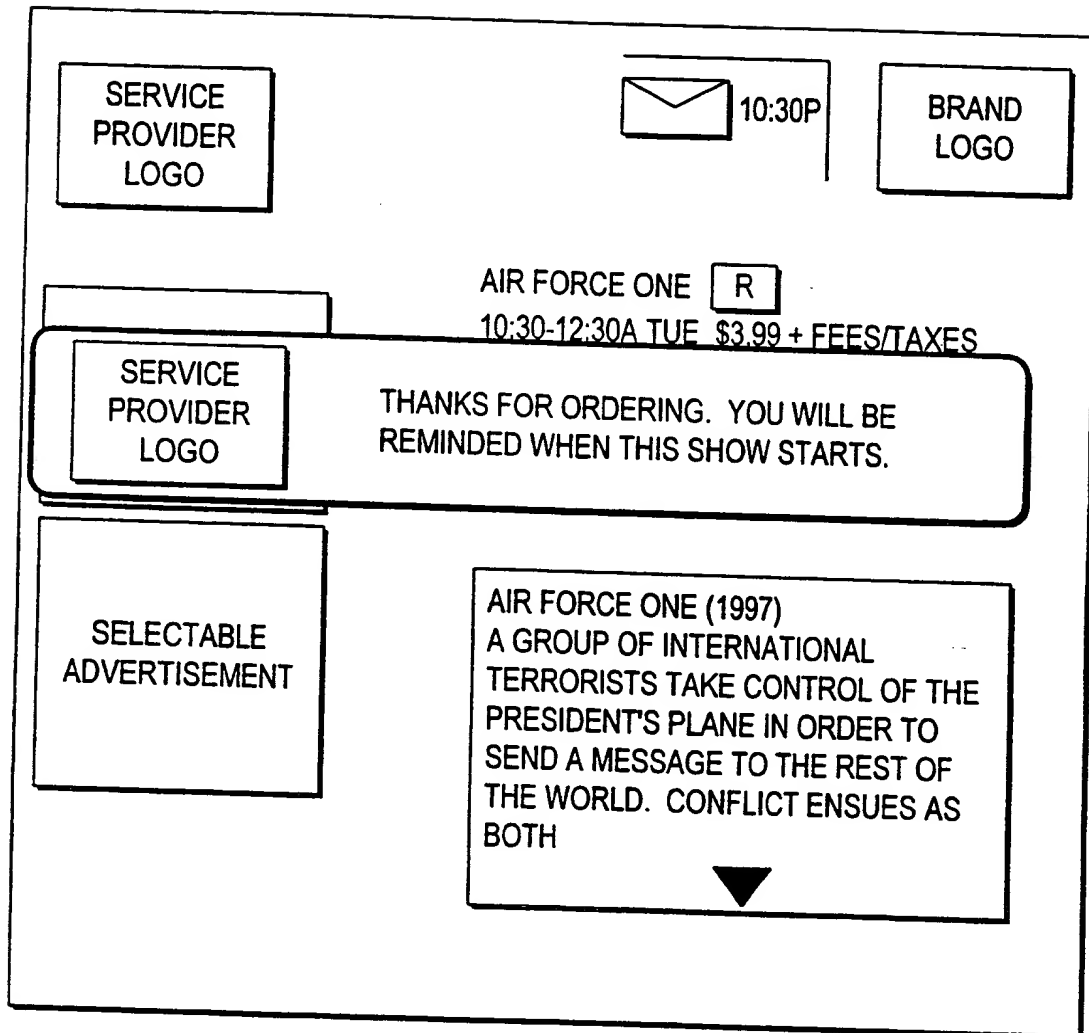 SERVICE
PROVIDER
LOGO
10:30P
BRAND
LOGO
AIR FORCE ONE R
10:30-12:30A TUE $3.99 + FEES/TAXES
SERVICE
PROVIDER
LOGO
THANKS FOR ORDERING. YOU WILL BE
REMINDED WHEN THIS SHOW STARTS.
SELECTABLE
ADVERTISEMENT
AIR FORCE ONE (1997)
A GROUP OF INTERNATIONAL
TERRORISTS TAKE CONTROL OF THE
PRESIDENT'S PLANE IN ORDER TO
SEND A MESSAGE TO THE REST OF
THE WORLD. CONFLICT ENSUES AS
BOTH